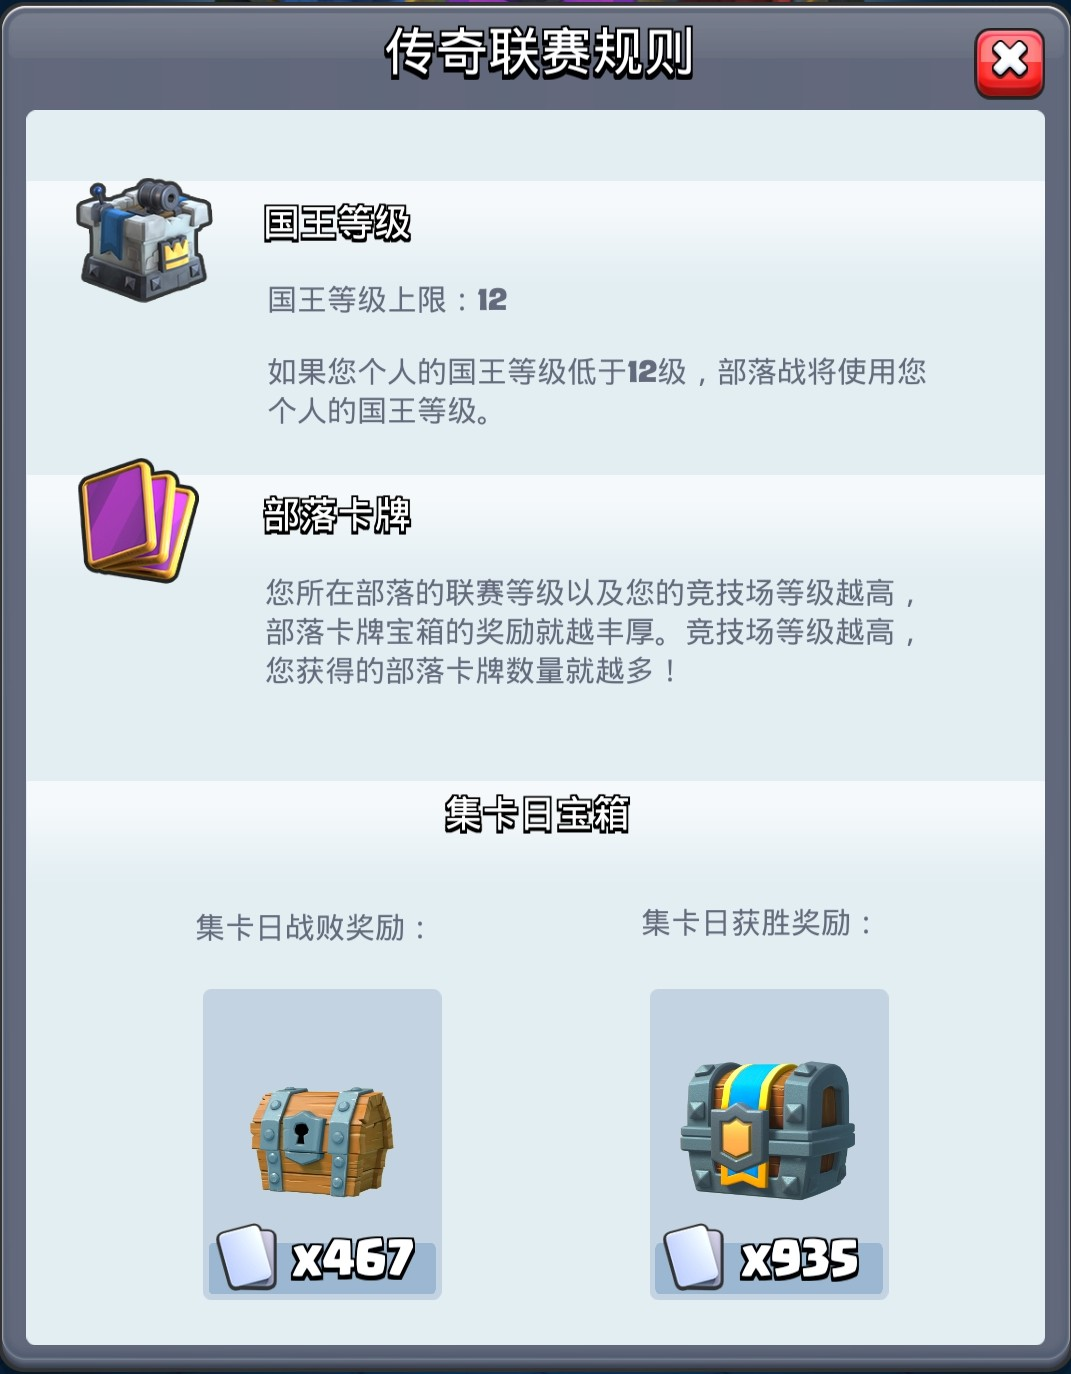 传奇联赛规则
国王等级
国王等级上限：12
如果您个人的国王等级低于12级，部落战将使用您
个人的国王等级。
部落卡牌
您所在部落的联赛等级以及您的竞技场等级越高，
部落卡牌宝箱的奖励就越丰厚。竞技场等级越高，
您获得的部落卡牌数量就越多！
集卡日宝箱
集卡日战败奖励：
集卡日获胜奖励：
x467
x935